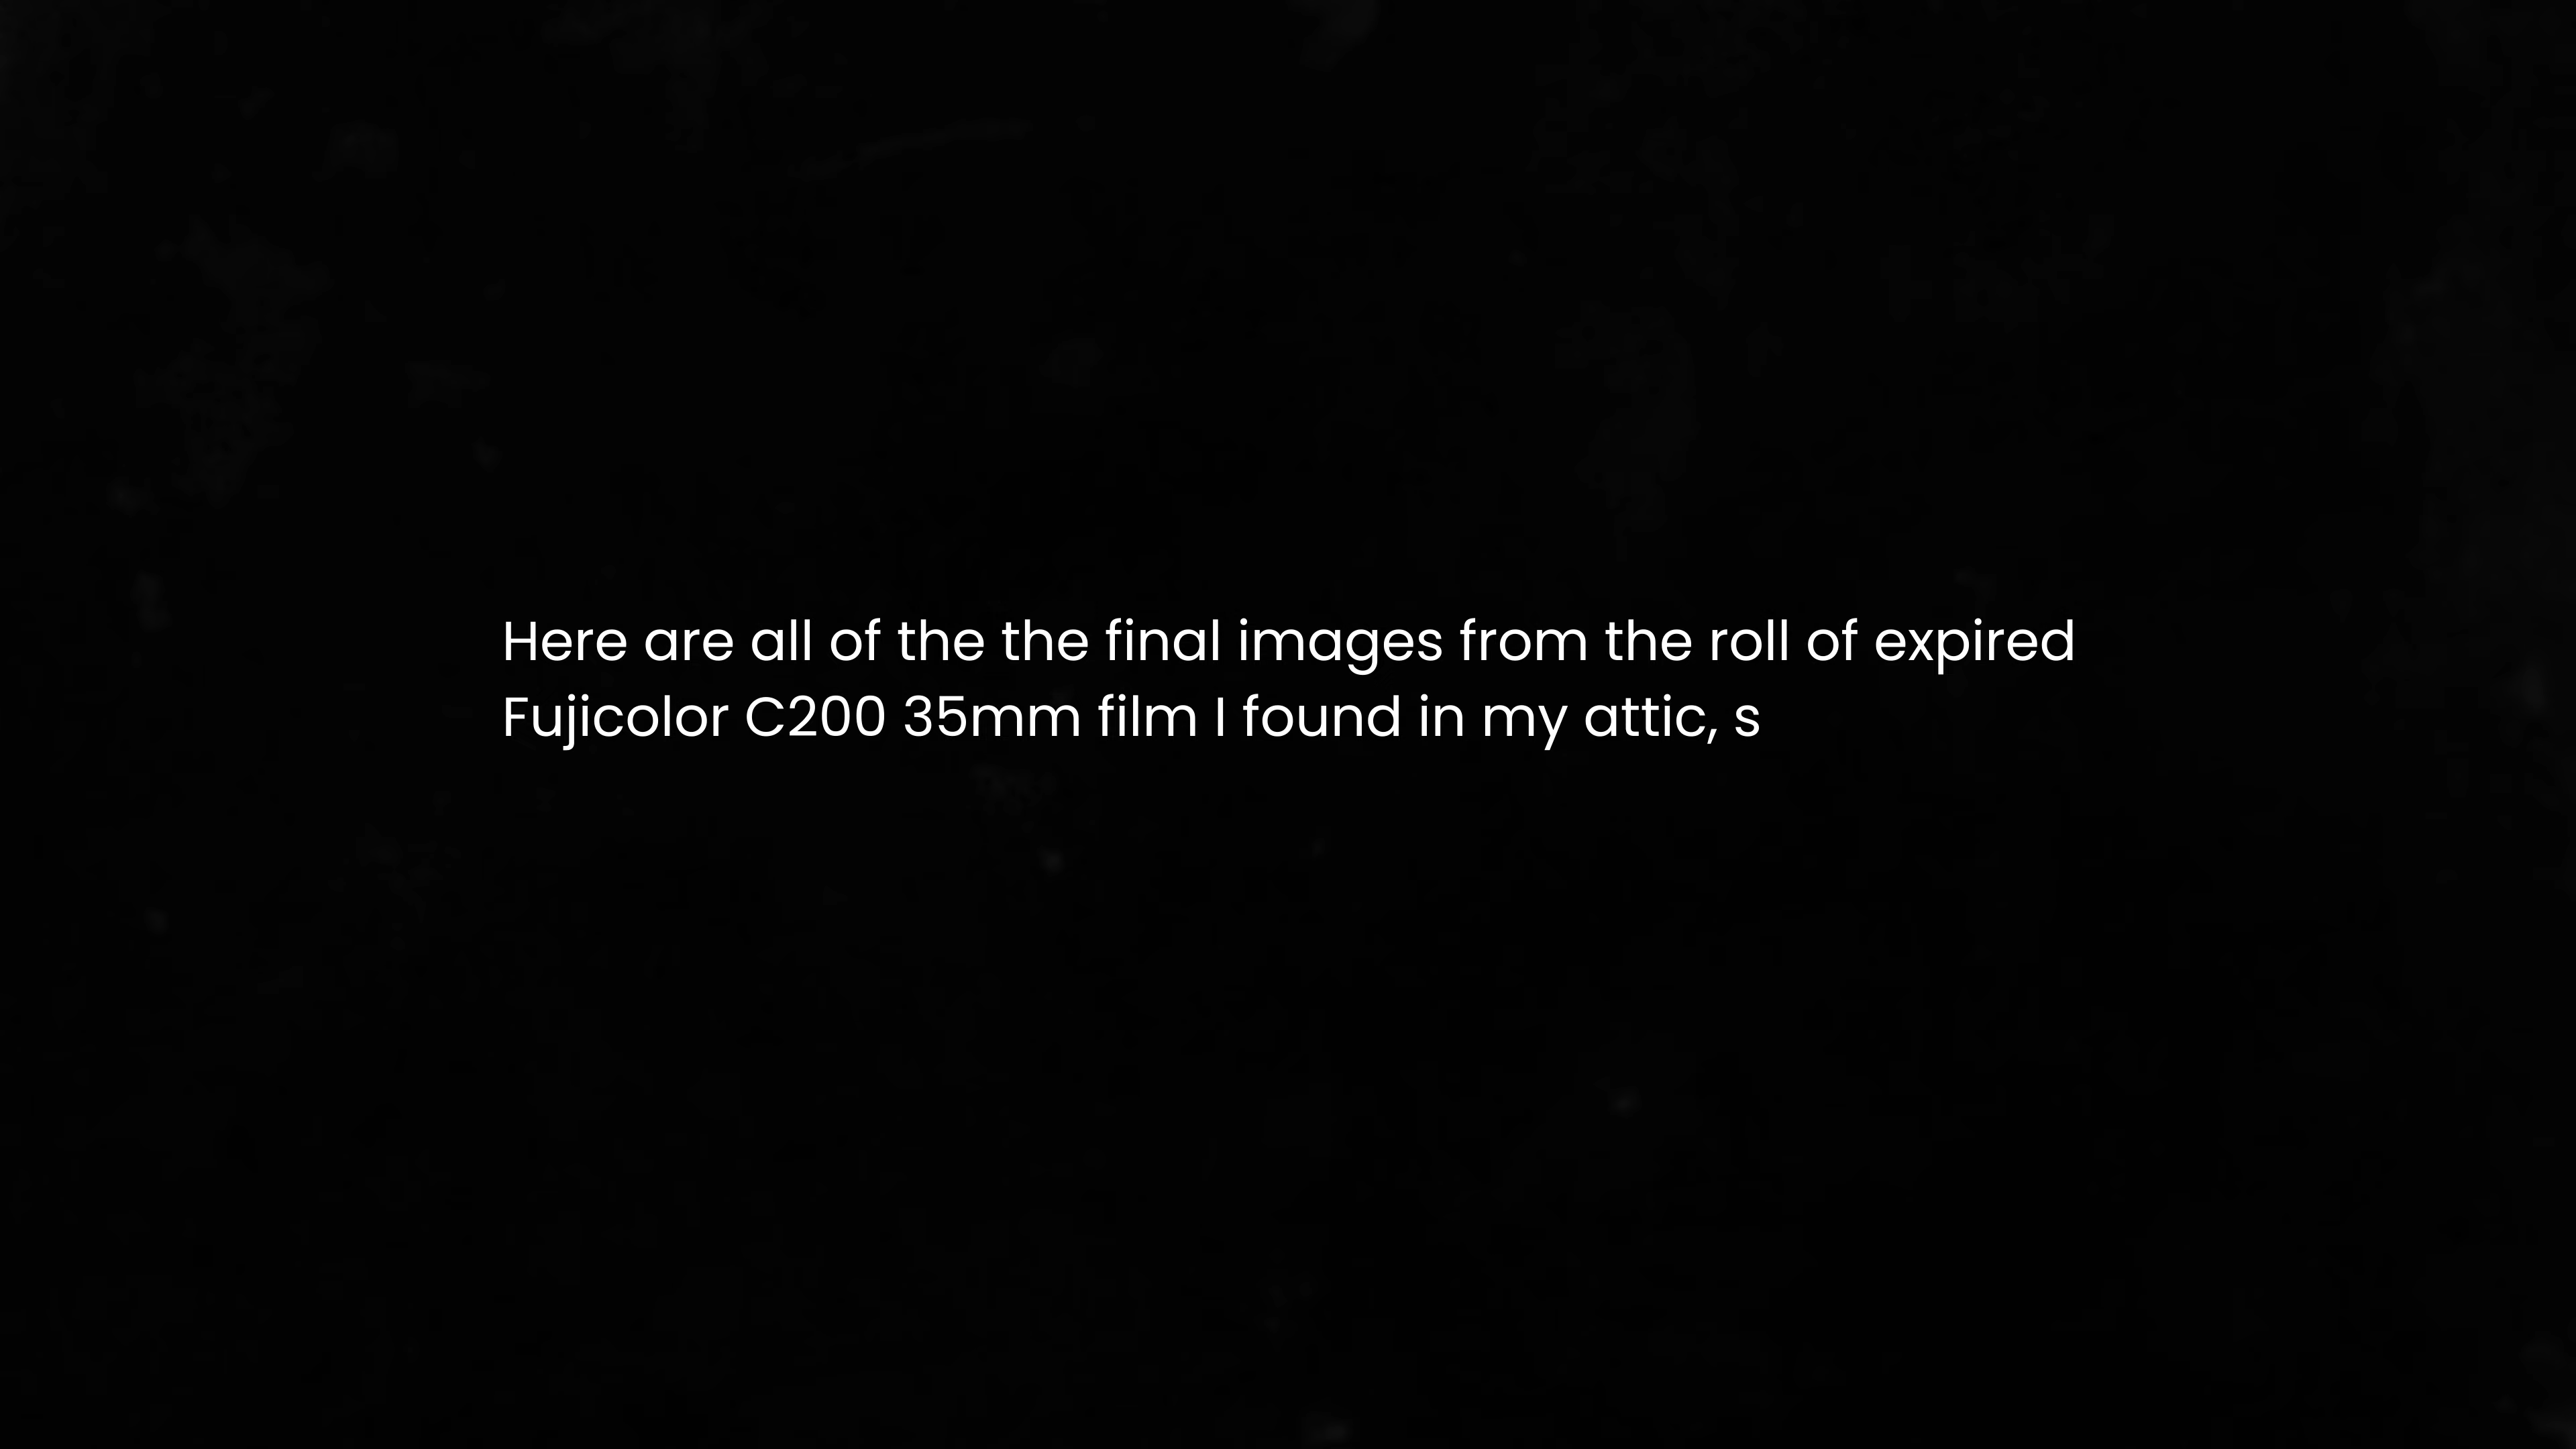 Here are all of the the final images from the roll of expired
Fujicolor C200 35mm film I found in my attic, s